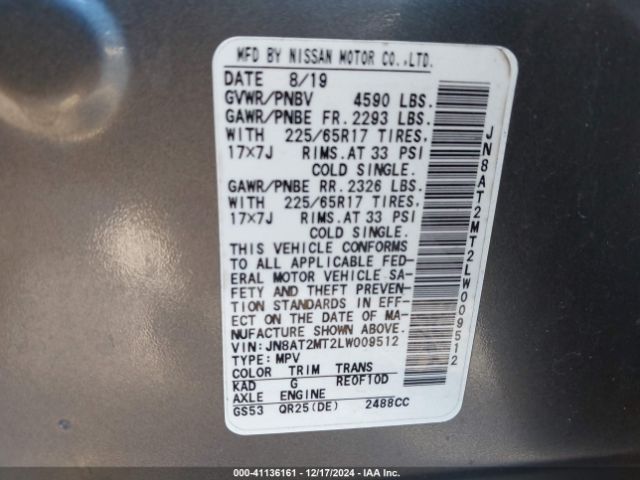 MFD BY NISSAN MOTOR CO.,LTD.
DATE 8/19
GVWR/PNBV 4590 LBS.
GAWR/PNBE FR. 2293 LBS.
WITH 225/65R17 TIRES.
17×7J RIMS. AT 33 PSI
COLD SINGLE.
GAWR/PNBE RR. 2326 LBS.
WITH 225/65R17 TIRES,
17×7J RIMS. AT 33 PSI
COLD SINGLE.
THIS VEHICLE CONFORMS
TO ALL APPLICABLE FED-
ERAL MOTOR VEHICLE SA-
FETY AND THEFT PREVEN-
TION STANDARDS IN EFF-
ECT ON THE DATE OF MA-
NUFACTURE SHOWN ABOVE.
VIN: JN8AT2MT2LW009512
TYPE: MPV
COLOR TRIM TRANS
KAD G RE0F10D
AXLE ENGINE
GS53 QR25(DE) 2488CC
JN8AT2MT2LW009512
000-41136161 - 12/17/2024 - IAA Inc.